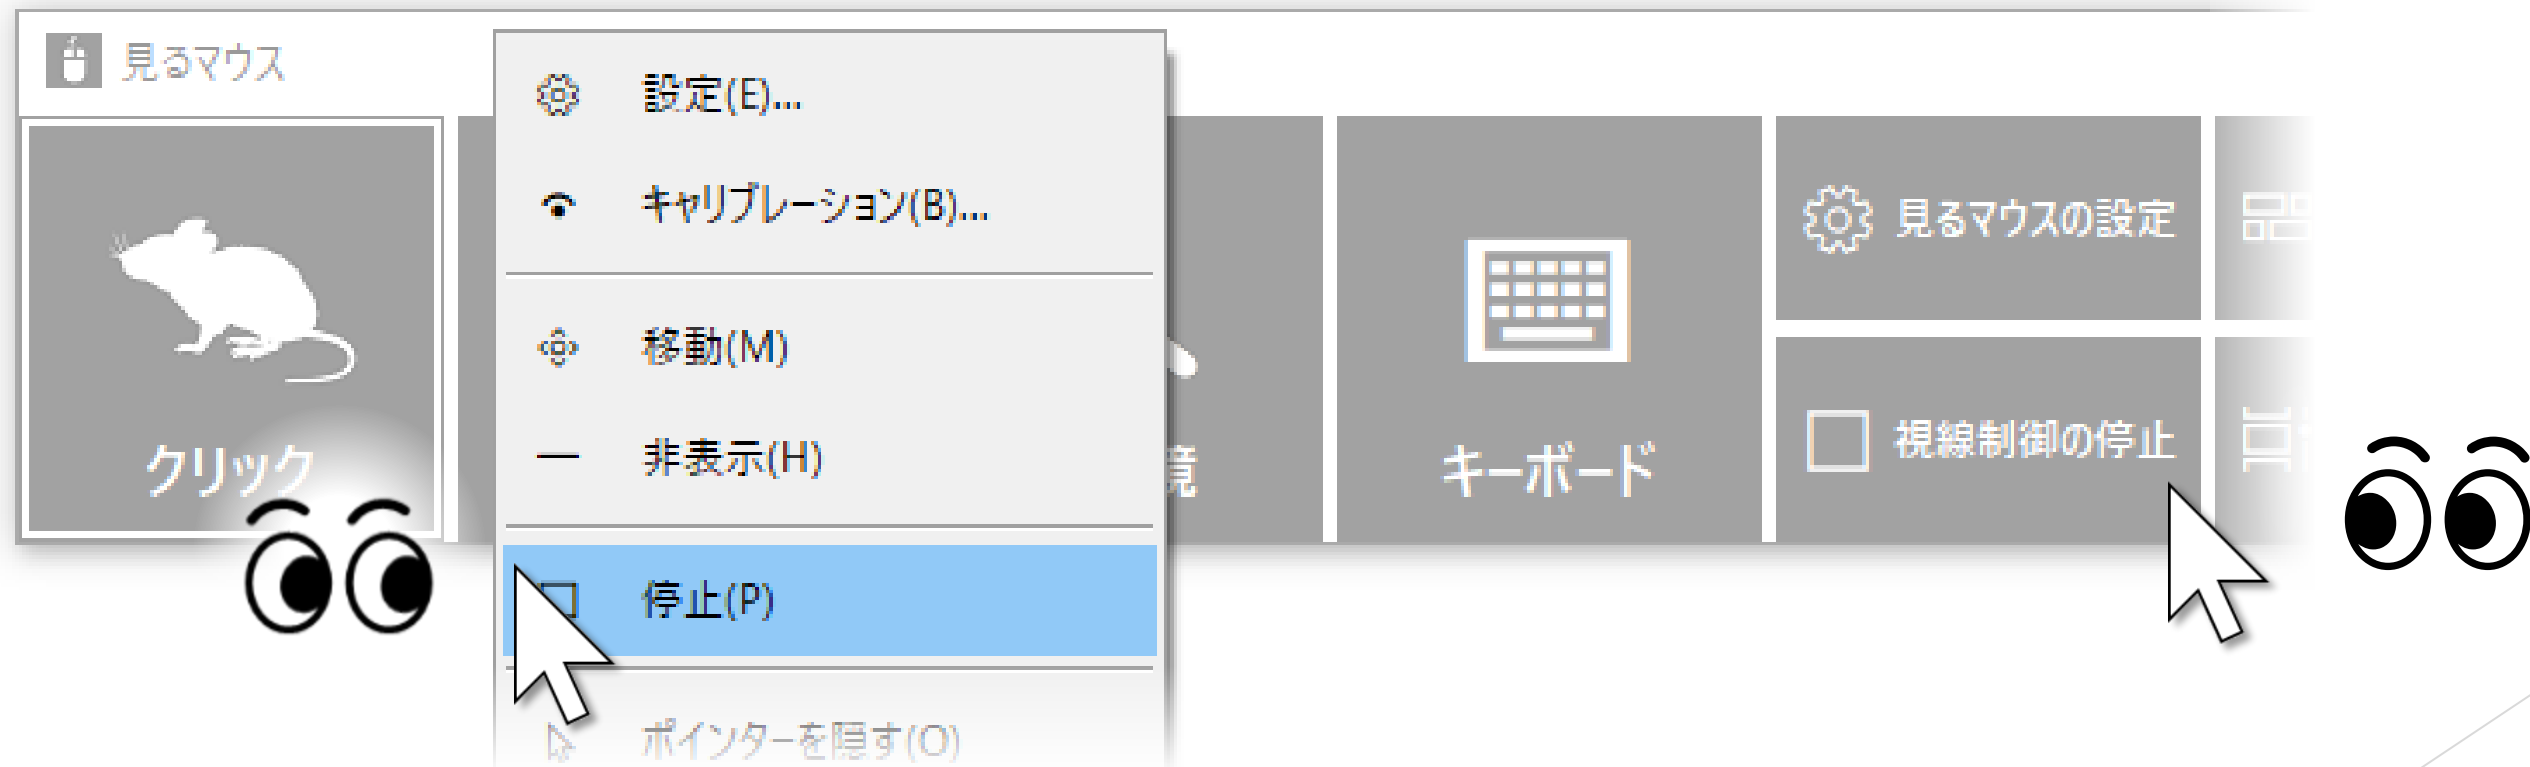 見るマウス
設定(E)...
キャリブレーション(B)...
移動(M)
非表示(H)
停止(P)
ポインターを隠す(O)
クリック
鏡
キーボード
見るマウスの設定
視線制御の停止